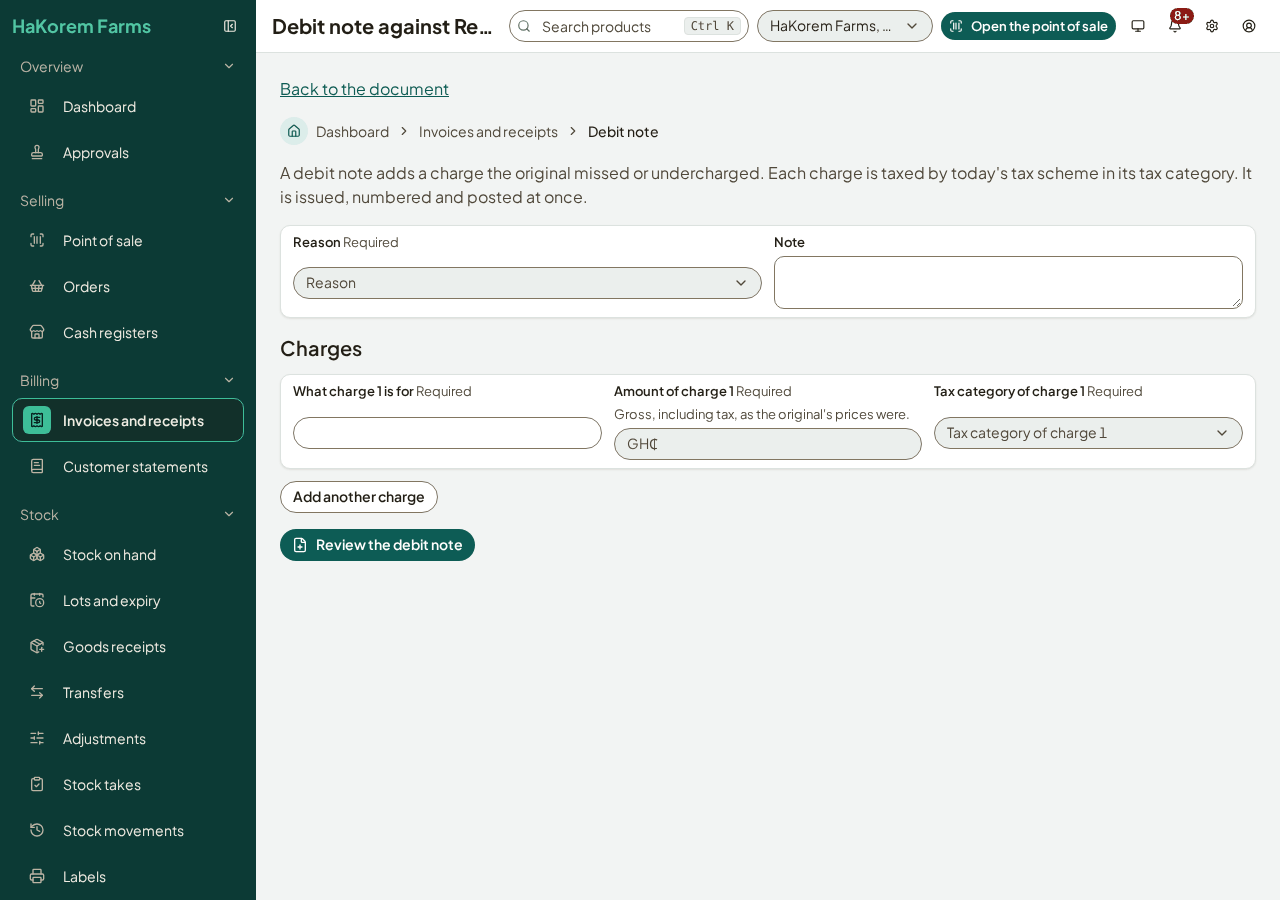 HaKorem Farms
Debit note against Re...
Search products
Ctrl K
HaKorem Farms, ...
Open the point of sale
8+
Overview
Dashboard
Approvals
Selling
Point of sale
Orders
Cash registers
Billing
Invoices and receipts
Customer statements
Stock
Stock on hand
Lots and expiry
Goods receipts
Transfers
Adjustments
Stock takes
Stock movements
Labels
Back to the document
Dashboard
Invoices and receipts
Debit note
A debit note adds a charge the original missed or undercharged. Each charge is taxed by today's tax scheme in its tax category. It
is issued, numbered and posted at once.
Reason Required
Reason
Note
Charges
What charge 1 is for Required
Amount of charge 1 Required
Gross, including tax, as the original's prices were.
GH₵
Tax category of charge 1 Required
Tax category of charge 1
Add another charge
Review the debit note